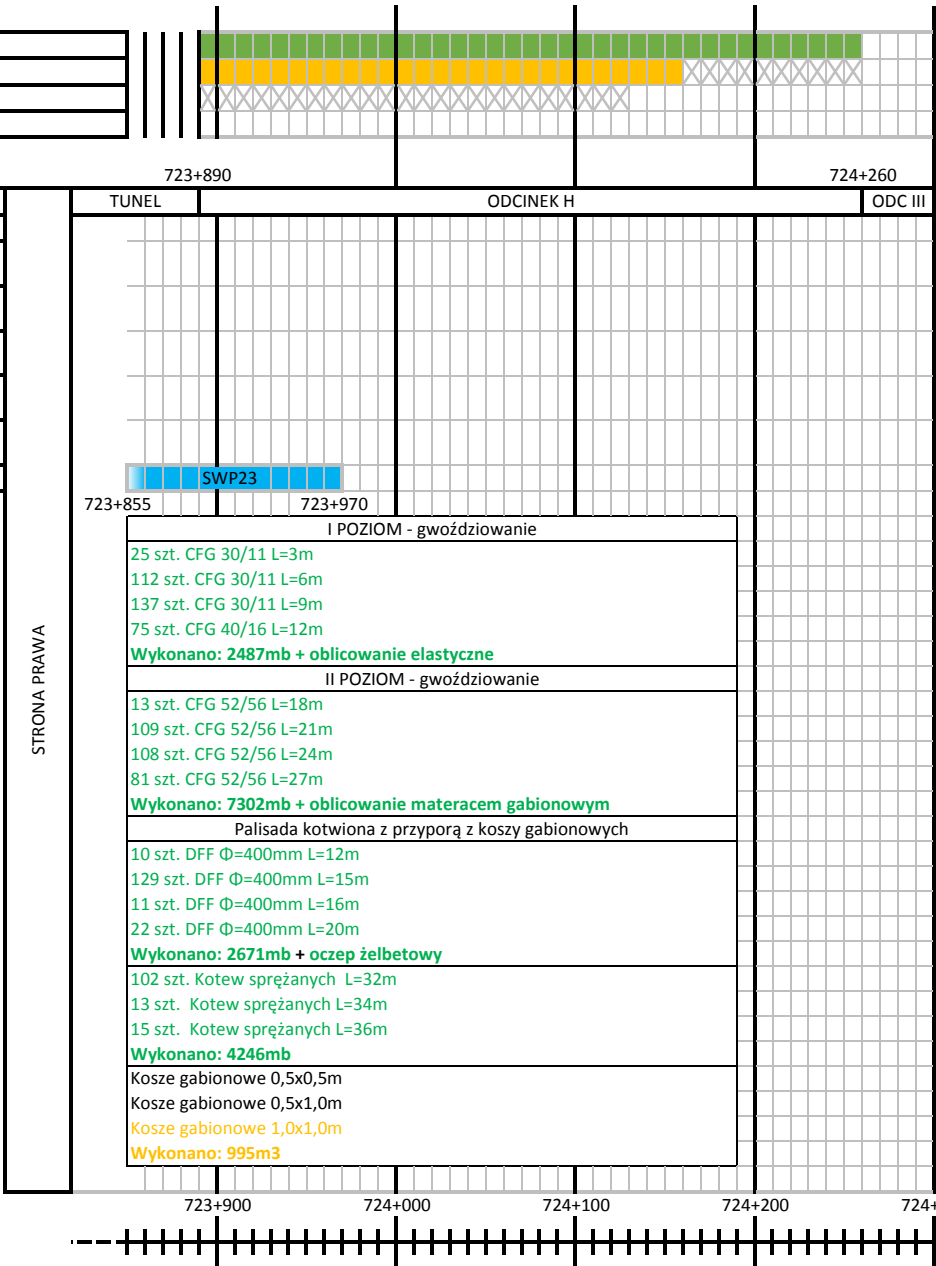 723+890
724+260
TUNEL
ODCINEK H
ODC III
SWP23
723+855
723+970
STRONA PRAWA
I POZIOM - gwoździowanie
25 szt. CFG 30/11 L=3m
112 szt. CFG 30/11 L=6m
137 szt. CFG 30/11 L=9m
75 szt. CFG 40/16 L=12m
Wykonano: 2487mb + oblicowanie elastyczne
II POZIOM - gwoździowanie
13 szt. CFG 52/56 L=18m
109 szt. CFG 52/56 L=21m
108 szt. CFG 52/56 L=24m
81 szt. CFG 52/56 L=27m
Wykonano: 7302mb + oblicowanie materacem gabionowym
Palisada kotwiona z przyporą z koszy gabionowych
10 szt. DFF Φ=400mm L=12m
129 szt. DFF Φ=400mm L=15m
11 szt. DFF Φ=400mm L=16m
22 szt. DFF Φ=400mm L=20m
Wykonano: 2671mb + oczep żelbetowy
102 szt. Kotew sprężanych L=32m
13 szt. Kotew sprężanych L=34m
15 szt. Kotew sprężanych L=36m
Wykonano: 4246mb
Kosze gabionowe 0,5x0,5m
Kosze gabionowe 0,5x1,0m
Kosze gabionowe 1,0x1,0m
Wykonano: 995m3
723+900
724+000
724+100
724+200
724+